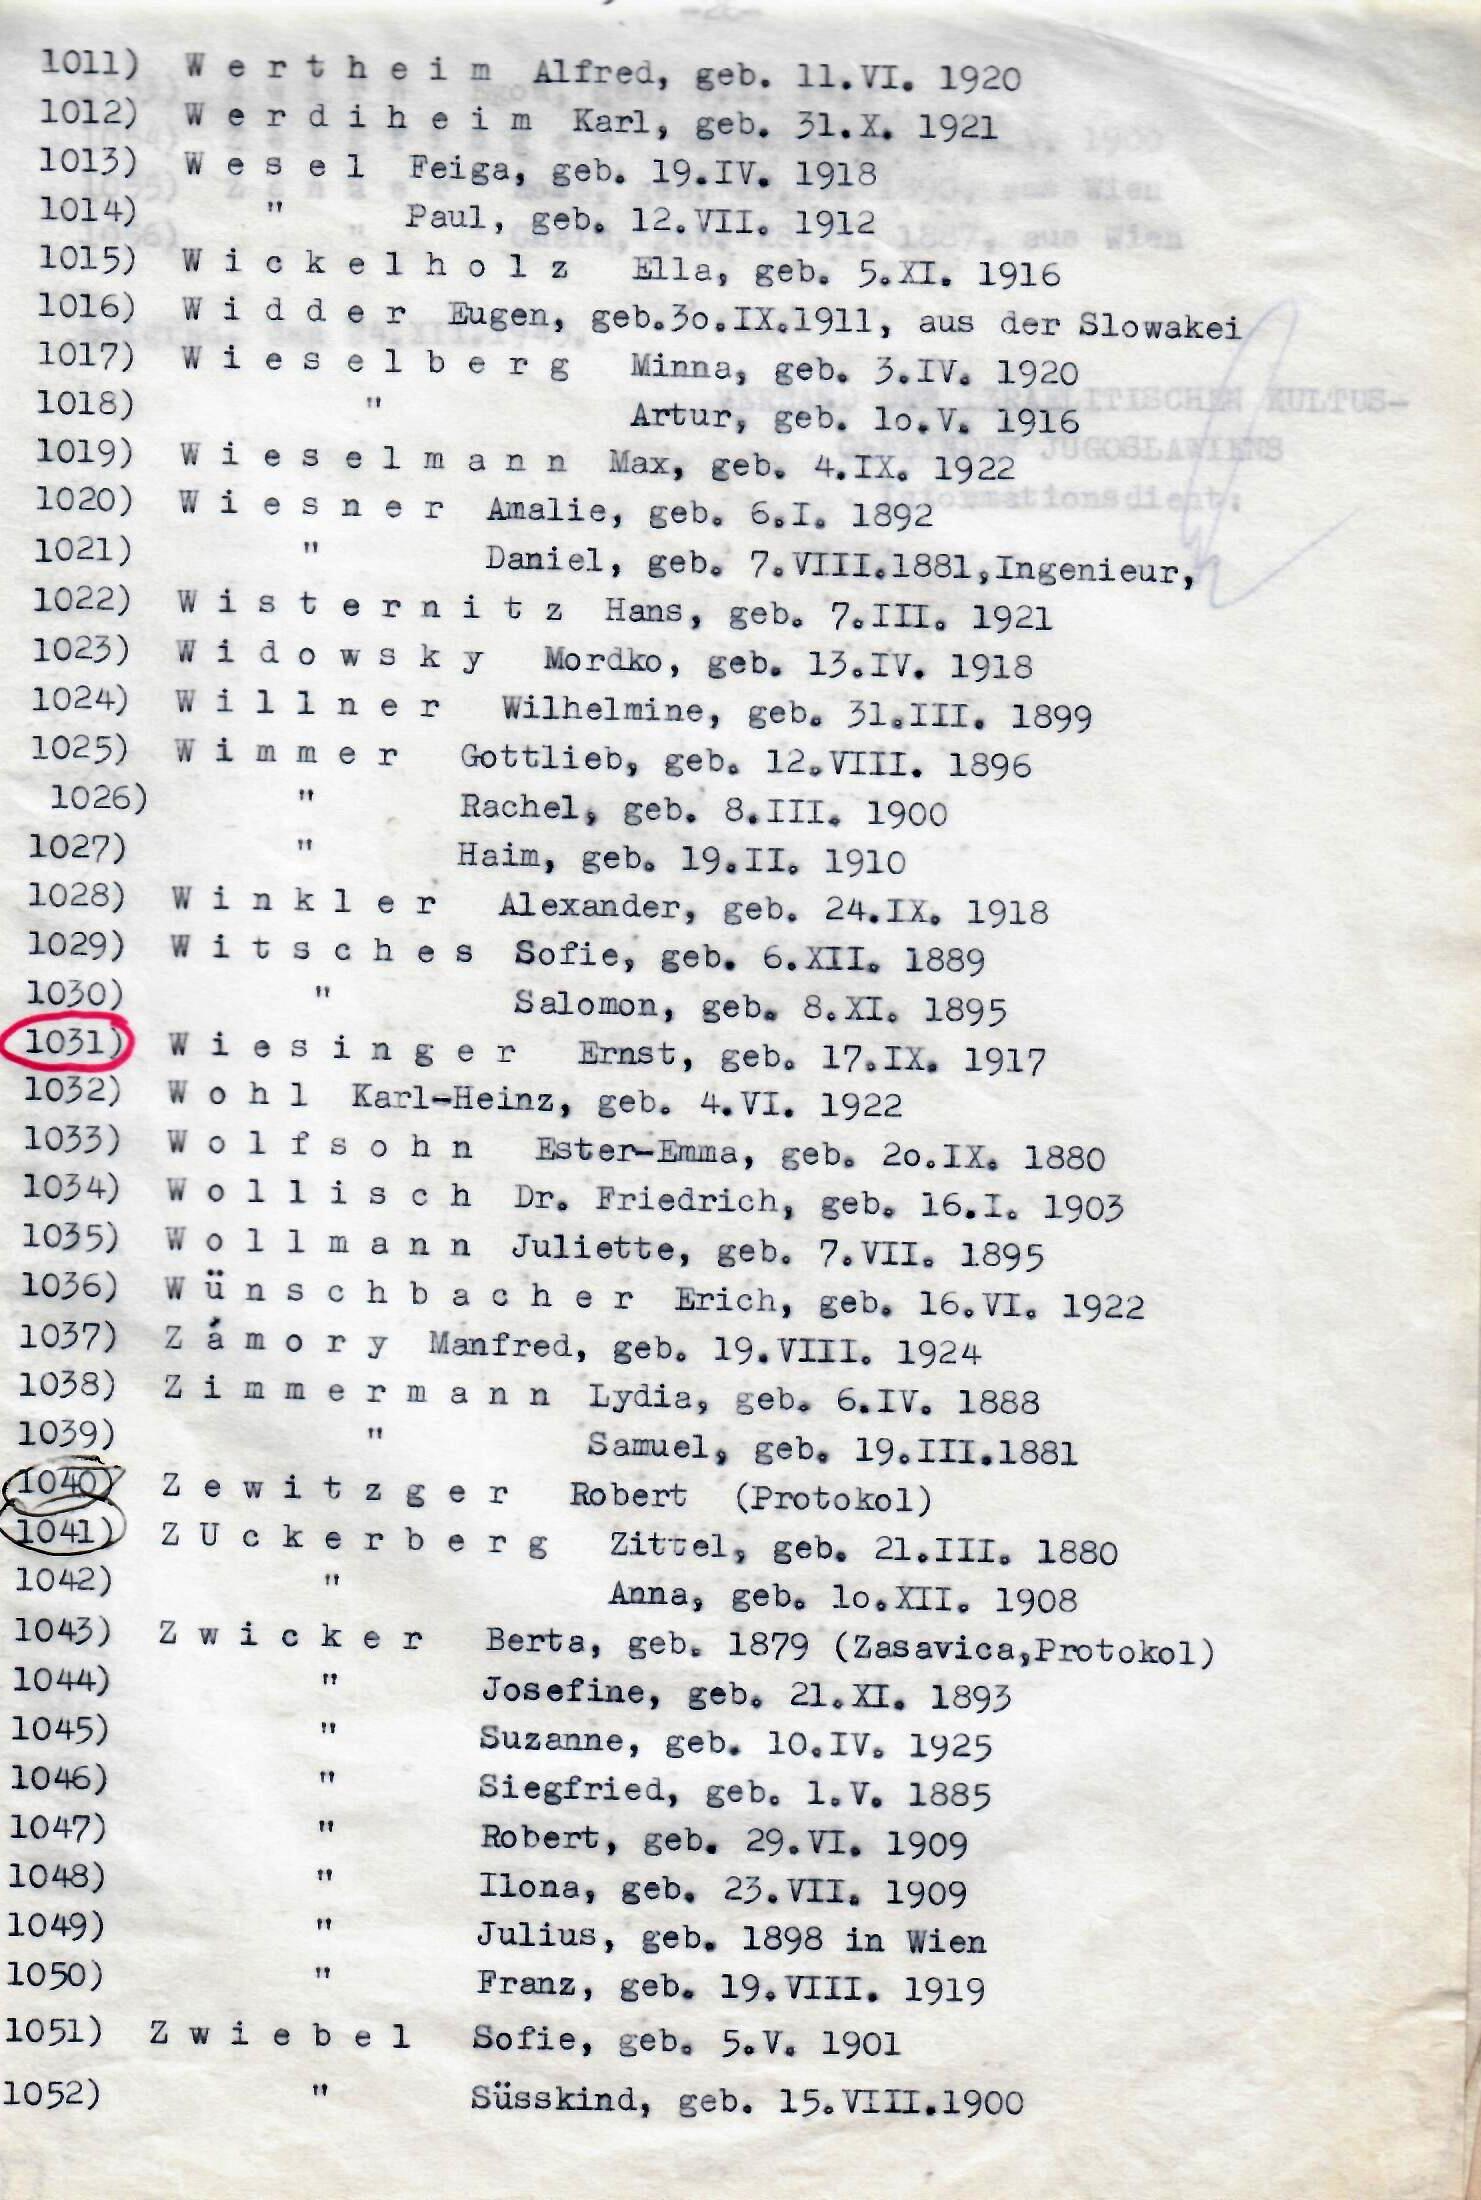 1011) W e r t h e i m Alfred, geb. 11.VI. 1920
1012) W e r d i h e i m Karl, geb. 31.X. 1921
1013) W e s e l Feiga, geb. 19.IV. 1918
1014) " Paul, geb. 12.VII. 1912
1015) W i c k e l h o l z Ella, geb. 5.XI. 1916
1016) W i d d e r Eugen, geb.3o.IX.1911, aus der Slowakei
1017) W i e s e l b e r g Minna, geb. 3.IV. 1920
1018) " Artur, geb. lo.V. 1916
1019) W i e s e l m a n n Max, geb. 4.IX. 1922
1020) W i e s n e r Amalie, geb. 6.I. 1892
1021) " Daniel, geb. 7.VIII.1881,Ingenieur,
1022) W i s t e r n i t z Hans, geb. 7.III. 1921
1023) W i d o w s k y Mordko, geb. 13.IV. 1918
1024) W i l l n e r Wilhelmine, geb. 31.III. 1899
1025) W i m m e r Gottlieb, geb. 12.VIII. 1896
1026) " Rachel, geb. 8.III. 1900
1027) " Haim, geb. 19.II. 1910
1028) W i n k l e r Alexander, geb. 24.IX. 1918
1029) W i t s c h e s Sofie, geb. 6.XII. 1889
1030) " Salomon, geb. 8.XI. 1895
1031) W i e s i n g e r Ernst, geb. 17.IX. 1917
1032) W o h l Karl-Heinz, geb. 4.VI. 1922
1033) W o l f s o h n Ester-Emma, geb. 2o.IX. 1880
1034) W o l l i s c h Dr. Friedrich, geb. 16.I. 1903
1035) W o l l m a n n Juliette, geb. 7.VII. 1895
1036) W ü n s c h b a c h e r Erich, geb. 16.VI. 1922
1037) Z á m o r y Manfred, geb. 19.VIII. 1924
1038) Z i m m e r m a n n Lydia, geb. 6.IV. 1888
1039) " Samuel, geb. 19.III.1881
1040) Z e w i t z g e r Robert (Protokol)
1041) Z U c k e r b e r g Zittel, geb. 21.III. 1880
1042) " Anna, geb. lo.XII. 1908
1043) Z w i c k e r Berta, geb. 1879 (Zasavica,Protokol)
1044) " Josefine, geb. 21.XI. 1893
1045) " Suzanne, geb. 10.IV. 1925
1046) " Siegfried, geb. 1.V. 1885
1047) " Robert, geb. 29.VI. 1909
1048) " Ilona, geb. 23.VII. 1909
1049) " Julius, geb. 1898 in Wien
1050) " Franz, geb. 19.VIII. 1919
1051) Z w i e b e l Sofie, geb. 5.V. 1901
1052) " Süsskind, geb. 15.VIII.1900